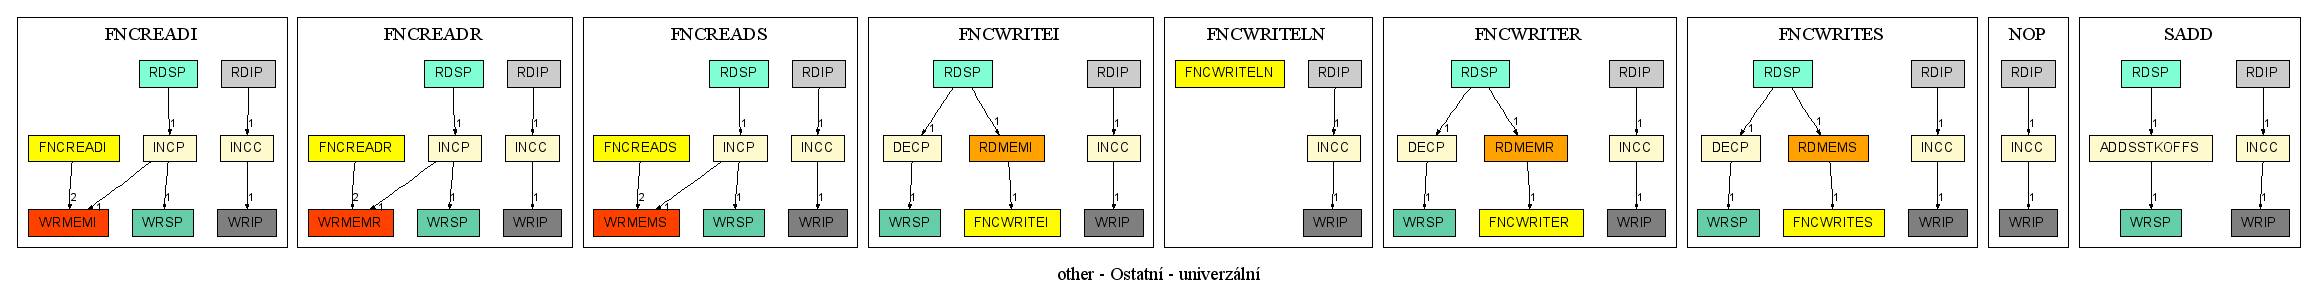 FNCREADI FNCREADR FNCREADS FNCWRITEI FNCWRITELN FNCWRITER FNCWRITES NOP SADD
RDSP RDIP RDSP RDIP RDSP RDIP RDSP RDIP FNCWRITELN RDIP RDSP RDIP RDSP RDIP RDIP RDSP RDIP
1 1 1 1 1 1 1 1 1 1 1 1 1 1 1 1 1
FNCREADI INCP INCC FNCREADR INCP INCC FNCREADS INCP INCC DECP RDMEMI INCC INCC DECP RDMEMR INCC DECP RDMEMS INCC INCC ADDSSTKOFFS INCC
2 1 1 1 2 1 1 1 2 1 1 1 1 1 1 1 1 1 1 1 1 1 1 1 1
WRMEMI WRSP WRIP WRMEMR WRSP WRIP WRMEMS WRSP WRIP WRSP FNCWRITEI WRIP WRIP WRSP FNCWRITER WRIP WRSP FNCWRITES WRIP WRIP WRSP WRIP
other - Ostatní - univerzální